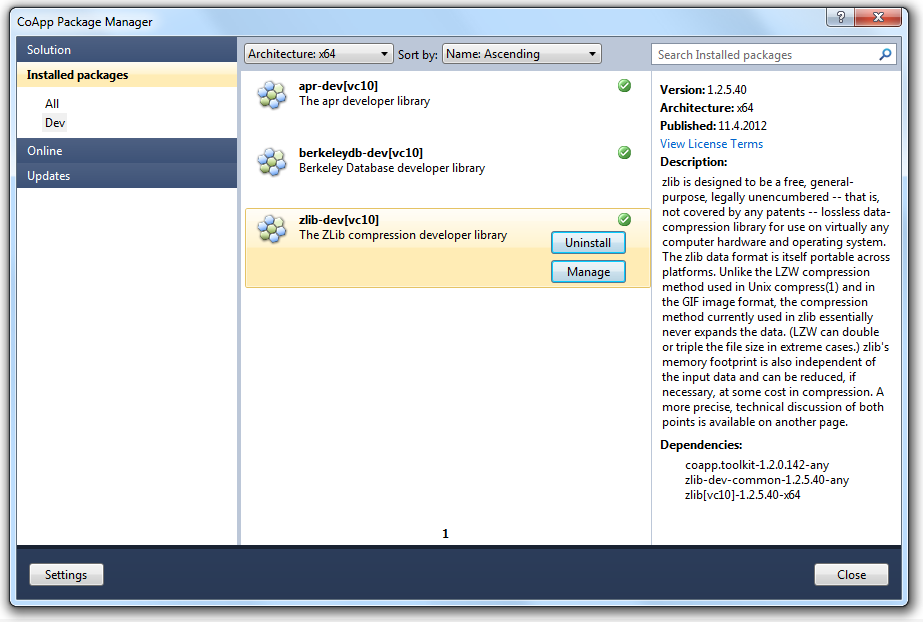 CoApp Package Manager
?
Solution
Installed packages
All
Dev
Online
Updates
Architecture: x64
Sort by:
Name: Ascending
Search Installed packages
apr-dev[vc10]
The apr developer library
berkeleydb-dev[vc10]
Berkeley Database developer library
zlib-dev[vc10]
The ZLib compression developer library
Uninstall
Manage
1
Version: 1.2.5.40
Architecture: x64
Published: 11.4.2012
View License Terms
Description:
zlib is designed to be a free, general-
purpose, legally unencumbered -- that is,
not covered by any patents -- lossless data-
compression library for use on virtually any
computer hardware and operating system.
The zlib data format is itself portable across
platforms. Unlike the LZW compression
method used in Unix compress(1) and in
the GIF image format, the compression
method currently used in zlib essentially
never expands the data. (LZW can double
or triple the file size in extreme cases.) zlib's
memory footprint is also independent of
the input data and can be reduced, if
necessary, at some cost in compression. A
more precise, technical discussion of both
points is available on another page.
Dependencies:
coapp.toolkit-1.2.0.142-any
zlib-dev-common-1.2.5.40-any
zlib[vc10]-1.2.5.40-x64
Settings
Close